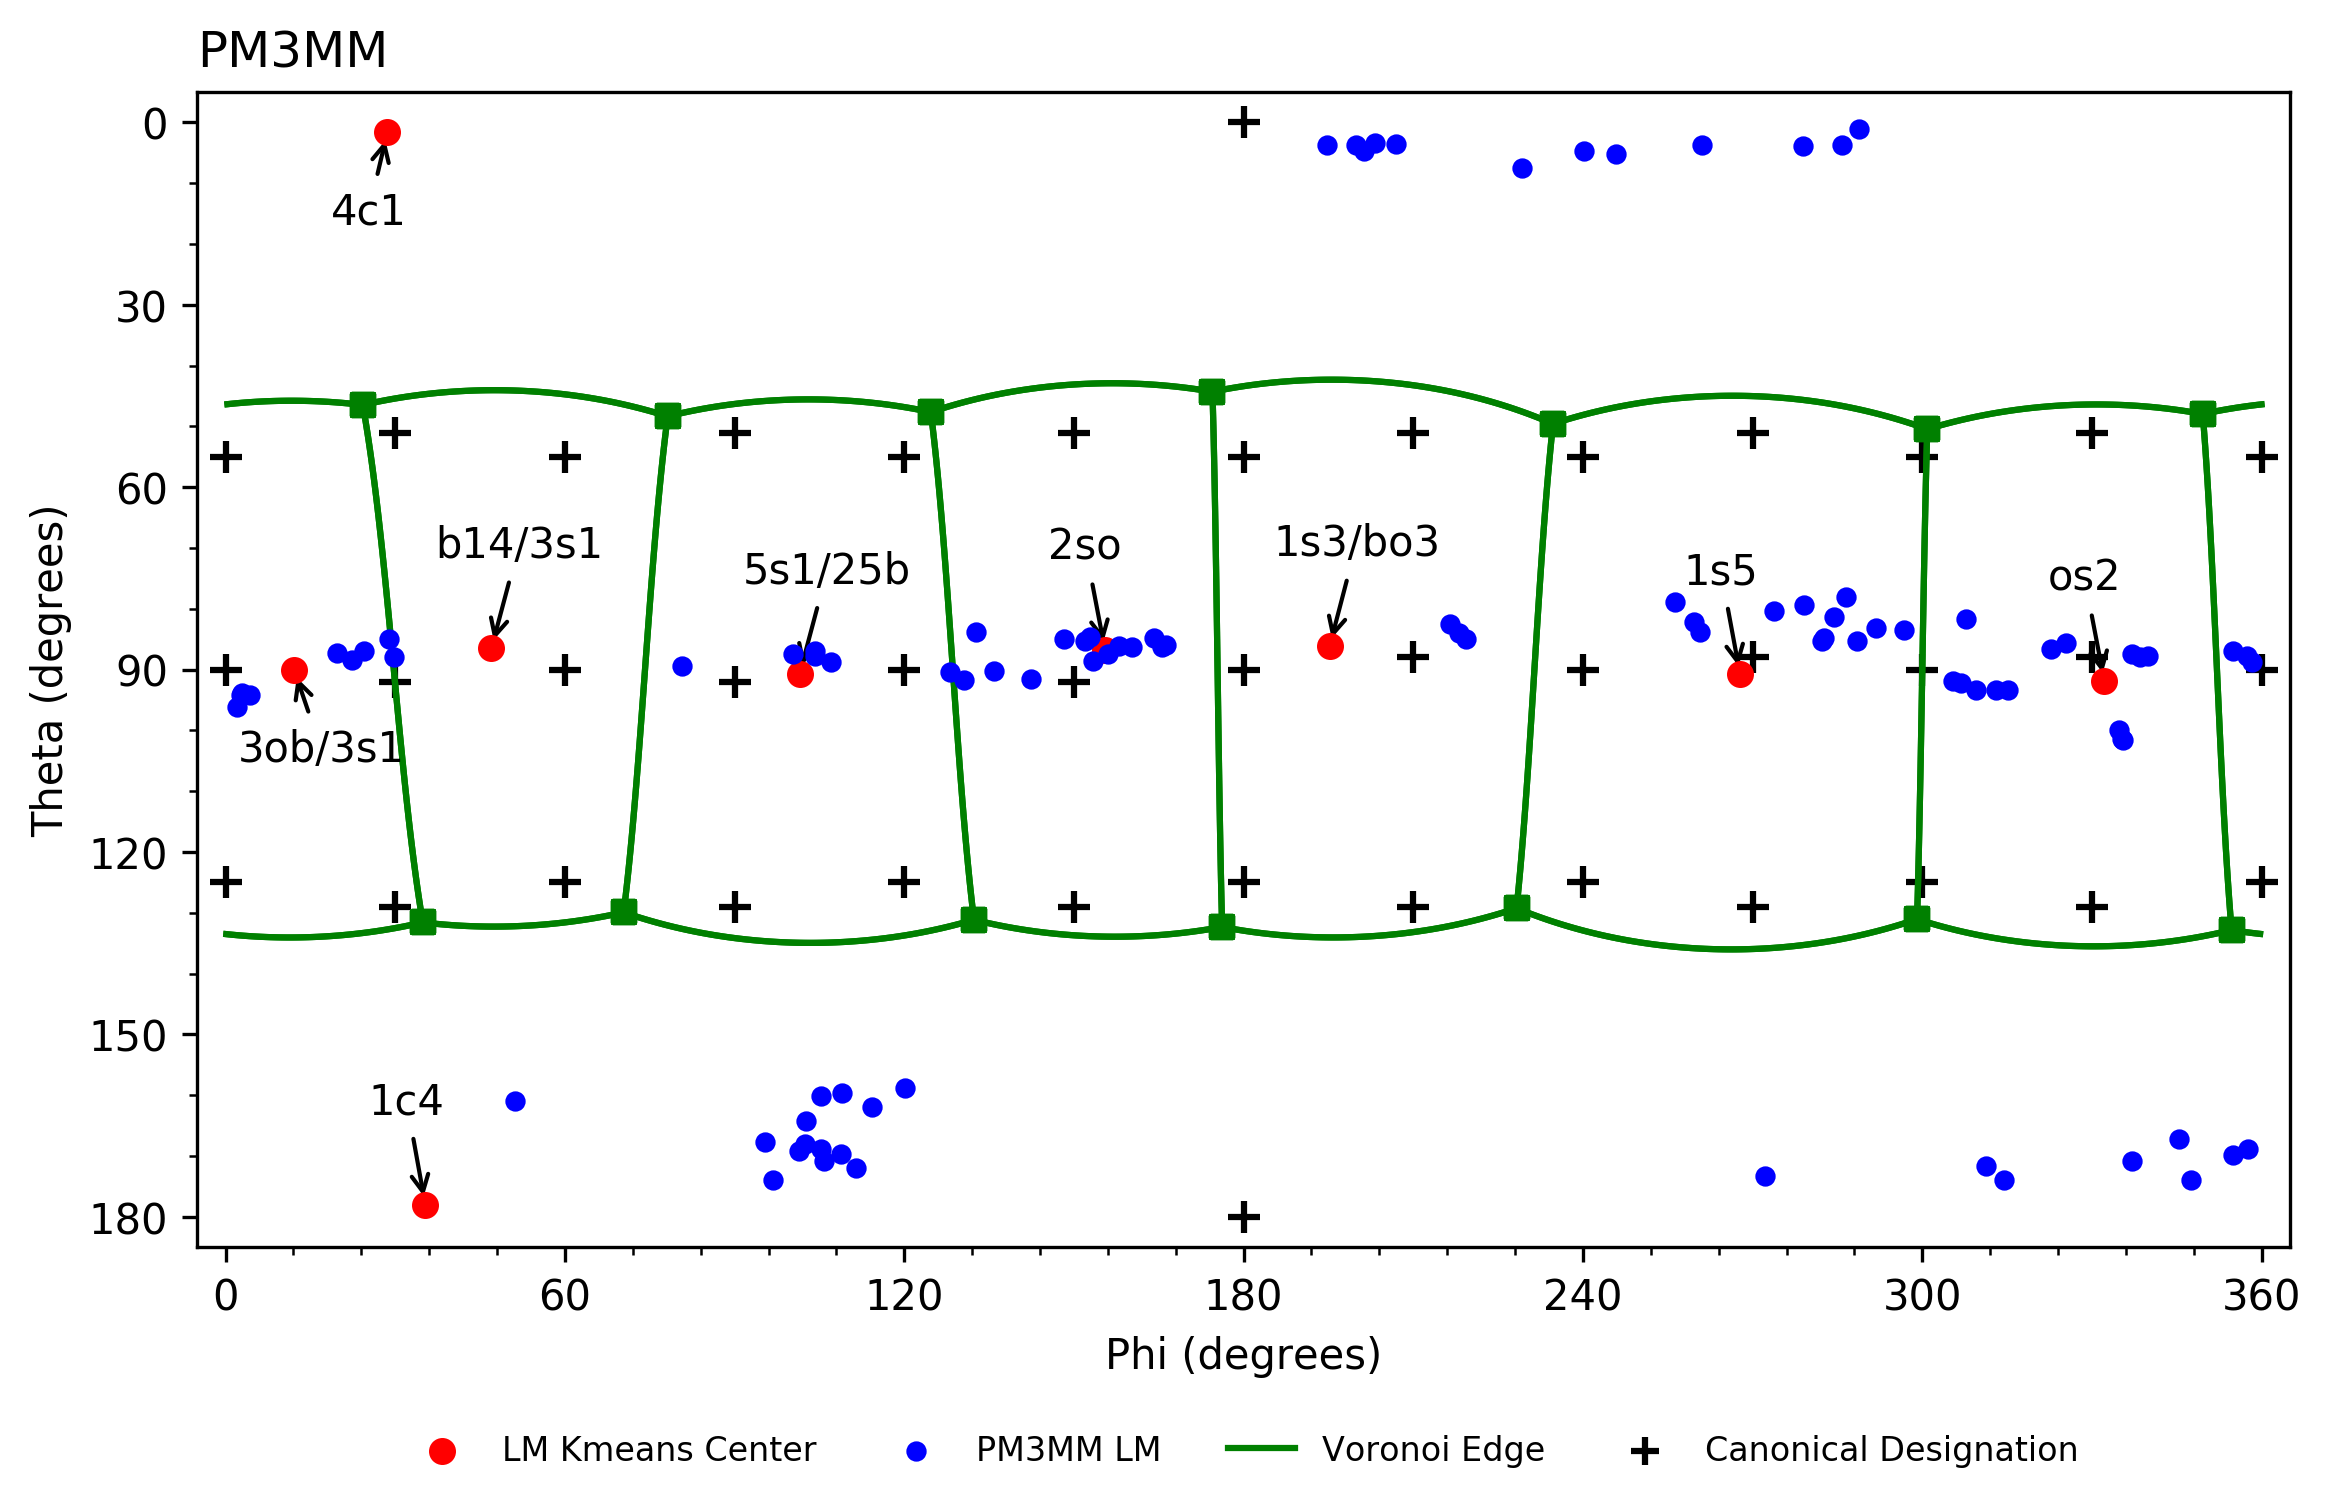 PM3MM
0
30
60
90
120
150
180
Theta (degrees)
4c1
b14/3s1
5s1/25b
2so
1s3/bo3
1s5
os2
3ob/3s1
1c4
0 60 120 180 240 300 360
Phi (degrees)
LM Kmeans Center PM3MM LM Voronoi Edge Canonical Designation